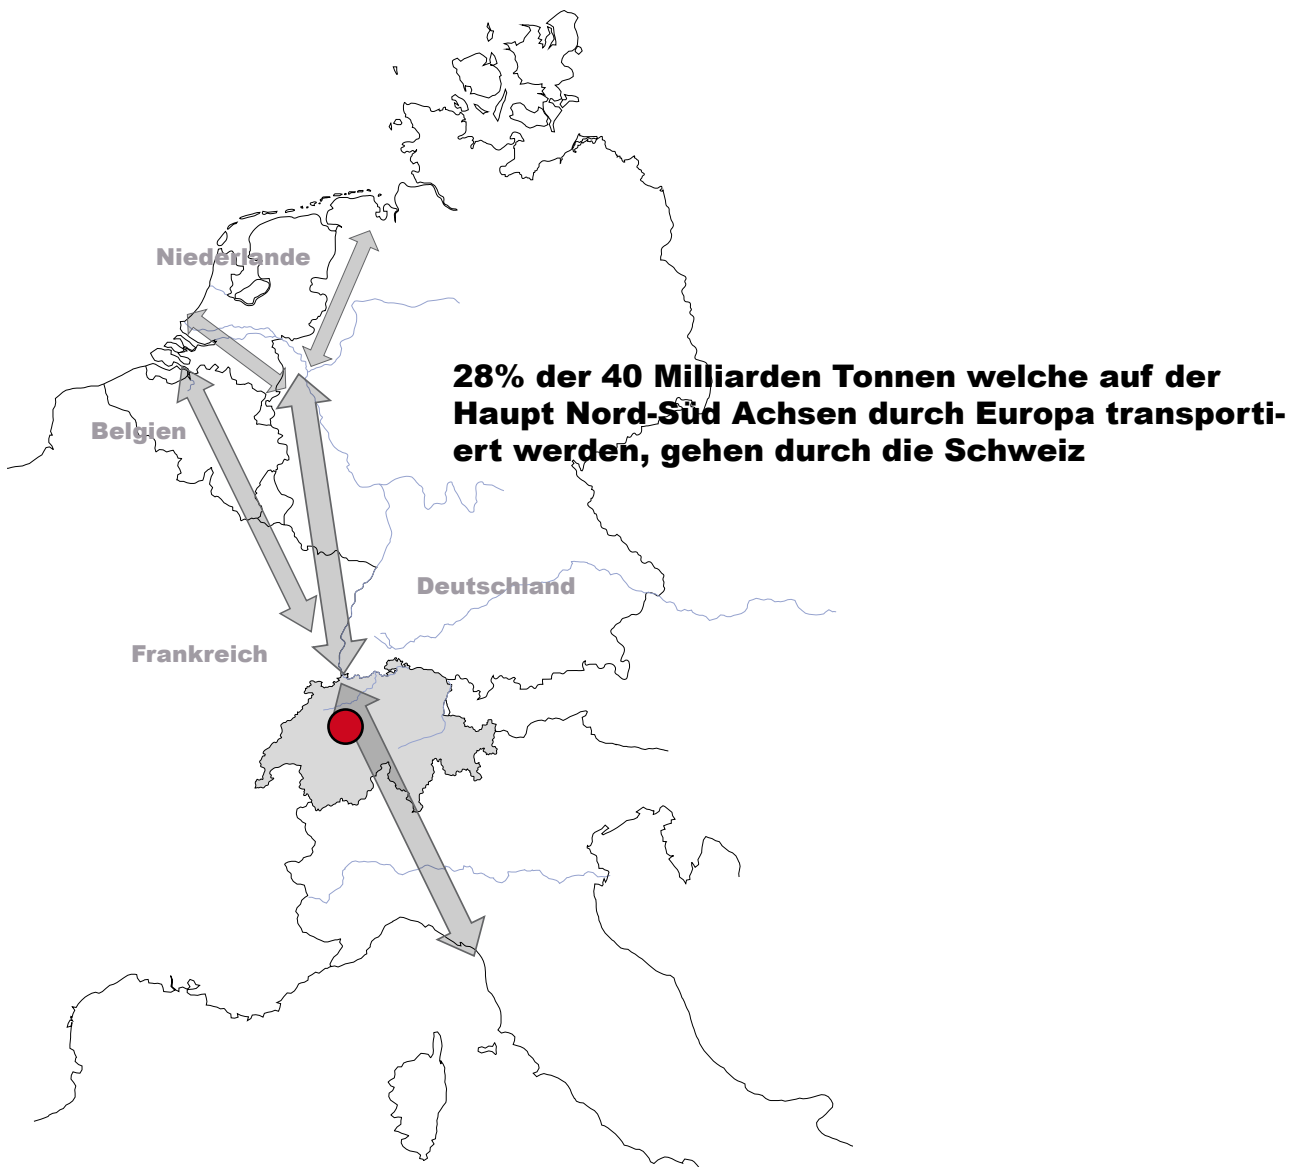 Niederlande
28% der 40 Milliarden Tonnen welche auf der
Haupt Nord-Süd Achsen durch Europa transporti-
ert werden, gehen durch die Schweiz
Belgien
Deutschland
Frankreich